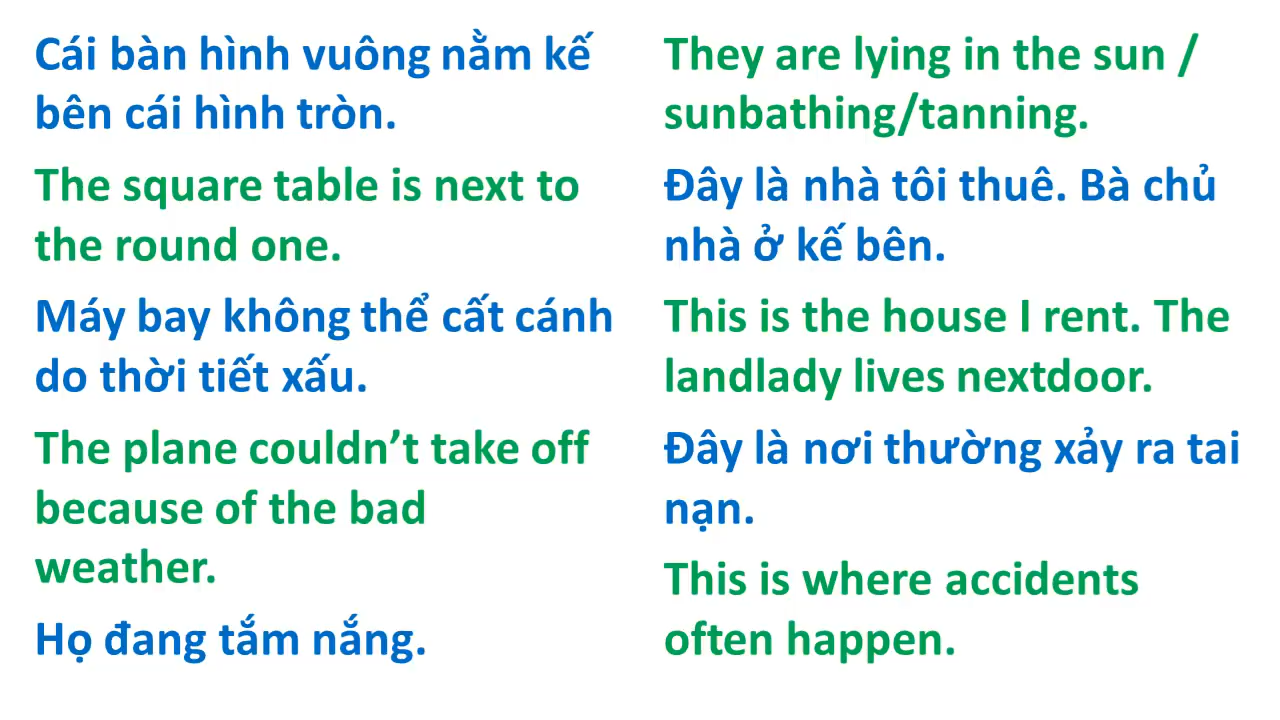 Cái bàn hình vuông nằm kế
bên cái hình tròn.
The square table is next to
the round one.
Máy bay không thể cất cánh
do thời tiết xấu.
The plane couldn’t take off
because of the bad
weather.
Họ đang tắm nắng.
They are lying in the sun /
sunbathing/tanning.
Đây là nhà tôi thuê. Bà chủ
nhà ở kế bên.
This is the house I rent. The
landlady lives nextdoor.
Đây là nơi thường xảy ra tai
nạn.
This is where accidents
often happen.